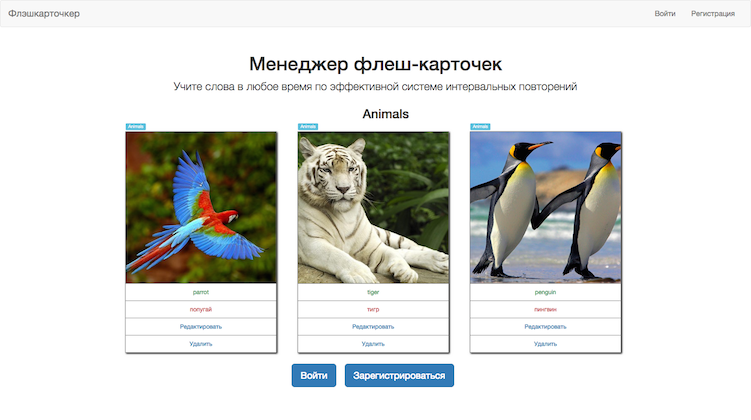 Флэшкарточкер
Войти Регистрация
Менеджер флеш-карточек
Учите слова в любое время по эффективной системе интервальных повторений
Animals
Animals Animals Animals
parrot tiger penguin
попугай тигр пингвин
Редактировать Редактировать Редактировать
Удалить Удалить Удалить
Войти Зарегистрироваться